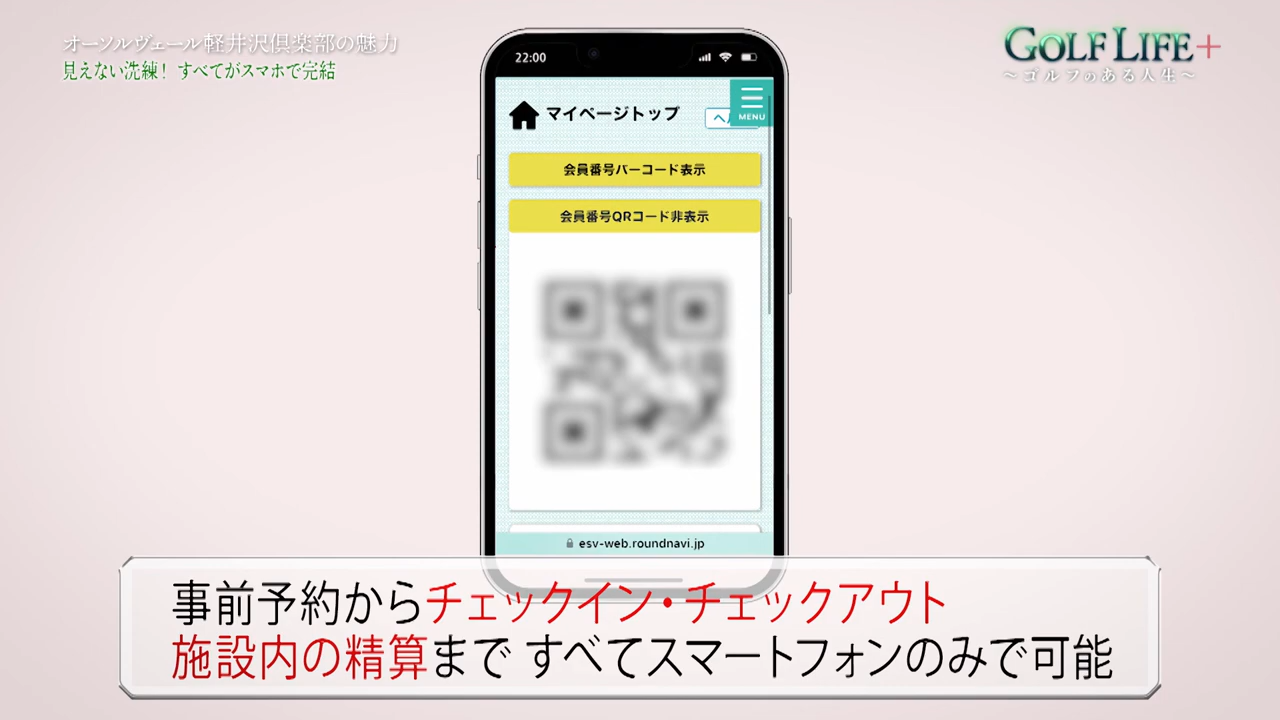 オーソルヴェール軽井沢倶楽部の魅力
見えない洗練！ すべてがスマホで完結
GOLF LIFE+
～ゴルフのある人生～
22:00
マイページトップ
MENU
会員番号バーコード表示
会員番号QRコード非表示
esv-web.roundnavi.jp
事前予約からチェックイン・チェックアウト
施設内の精算まで すべてスマートフォンのみで可能